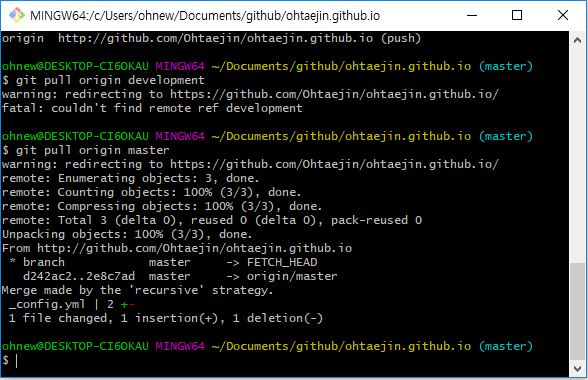 MINGW64:/c/Users/ohnew/Documents/github/ohtaejin.github.io
origin  http://github.com/Ohtaejin/ohtaejin.github.io (push)
ohnew@DESKTOP-CI6OKAU MINGW64 ~/Documents/github/ohtaejin.github.io (master)
$ git pull origin development
warning: redirecting to https://github.com/Ohtaejin/ohtaejin.github.io/
fatal: couldn't find remote ref development
ohnew@DESKTOP-CI6OKAU MINGW64 ~/Documents/github/ohtaejin.github.io (master)
$ git pull origin master
warning: redirecting to https://github.com/Ohtaejin/ohtaejin.github.io/
remote: Enumerating objects: 3, done.
remote: Counting objects: 100% (3/3), done.
remote: Compressing objects: 100% (3/3), done.
remote: Total 3 (delta 0), reused 0 (delta 0), pack-reused 0
Unpacking objects: 100% (3/3), done.
From http://github.com/Ohtaejin/ohtaejin.github.io
 * branch            master     -> FETCH_HEAD
   d242ac2..2e8c7ad  master     -> origin/master
Merge made by the 'recursive' strategy.
 _config.yml | 2 +-
 1 file changed, 1 insertion(+), 1 deletion(-)
ohnew@DESKTOP-CI6OKAU MINGW64 ~/Documents/github/ohtaejin.github.io (master)
$